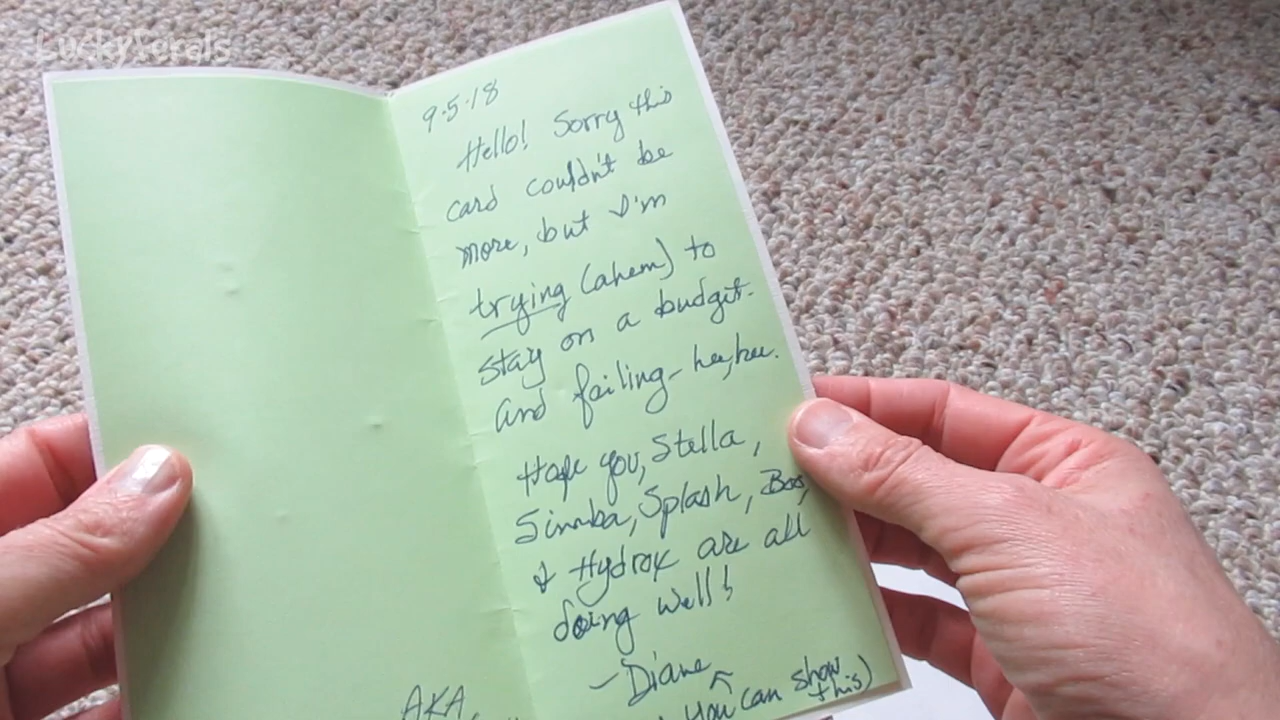 LuckyFerals
9.5.18
Hello! Sorry this
card couldn't be
more, but I'm
trying (ahem) to
stay on a budget.
and failing - hee, hee.
Hope you, Stella,
Simba, Splash, Boo,
& Hydrox are all
doing well!
- Diane
(You can show
this)
AKA